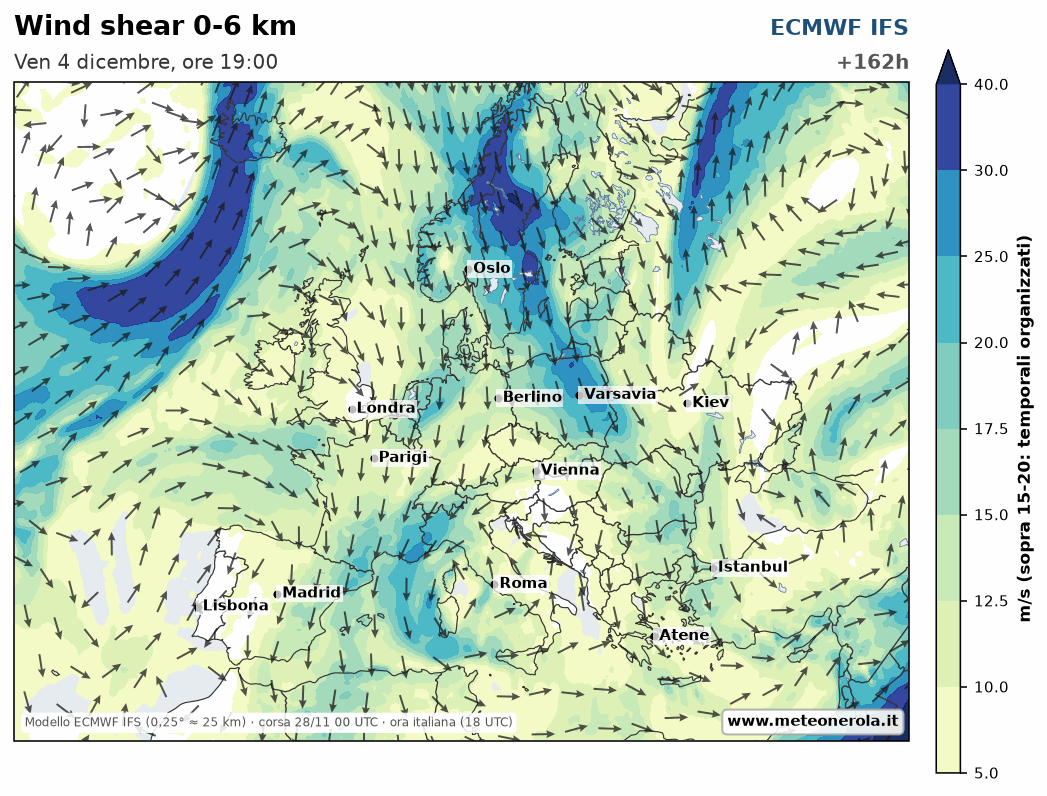 Wind shear 0-6 km
ECMWF IFS
Ven 4 dicembre, ore 19:00
+162h
Oslo
Londra
Berlino
Varsavia
Kiev
Parigi
Vienna
Istanbul
Roma
Madrid
Lisbona
Atene
Modello ECMWF IFS (0,25° ≈ 25 km) · corsa 28/11 00 UTC · ora italiana (18 UTC)
www.meteonerola.it
40.0
30.0
25.0
20.0
17.5
15.0
12.5
10.0
5.0
m/s (sopra 15-20: temporali organizzati)